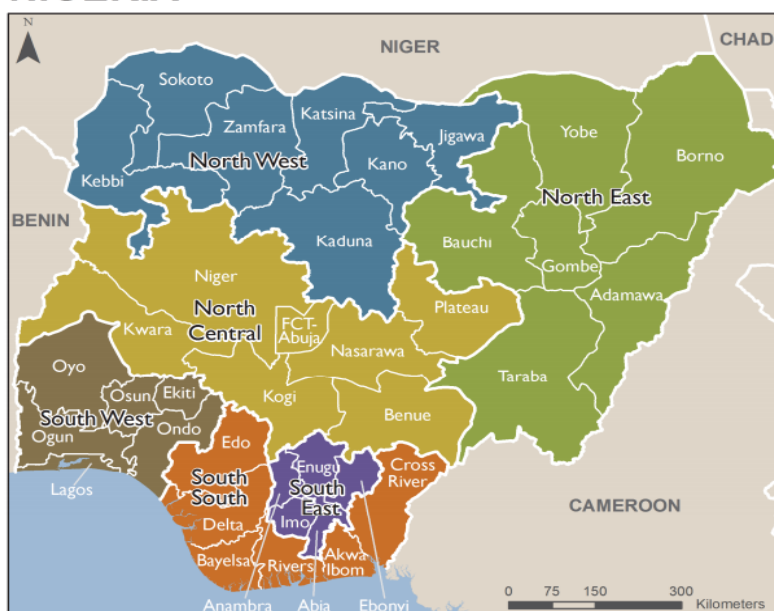 N
NIGER
CHAD
Sokoto
Katsina
Zamfara
Jigawa
Yobe
Borno
North West
Kano
Kebbi
North East
BENIN
Kaduna
Bauchi
Niger
Gombe
Adamawa
North
Central
Plateau
FCT-
Abuja
Kwara
Nasarawa
Oyo
Taraba
Osun
Ekiti
Kogi
South West
Benue
Ogun
Ondo
Edo
Enugu
Cross
River
South
South
South
East
Lagos
CAMEROON
Delta
Imo
Bayelsa
Rivers
Akwa
Ibom
Anambra
Abia
Ebonyi
0 75 150 300
Kilometers